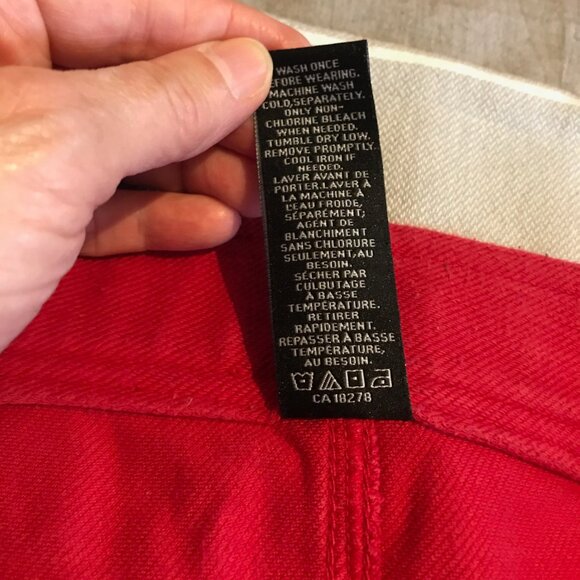 WASH ONCE
BEFORE WEARING.
MACHINE WASH
COLD,SEPARATELY.
ONLY NON-
CHLORINE BLEACH
WHEN NEEDED.
TUMBLE DRY LOW.
REMOVE PROMPTLY.
COOL IRON IF
NEEDED.
LAVER AVANT DE
PORTER.LAVER À
LA MACHINE À
L'EAU FROIDE,
SÉPARÉMENT;
AGENT DE
BLANCHIMENT
SANS CHLORURE
SEULEMENT,AU
BESOIN.
SÉCHER PAR
CULBUTAGE
À BASSE
TEMPÉRATURE.
RETIRER
RAPIDEMENT.
REPASSER À BASSE
TEMPÉRATURE,
AU BESOIN.
CA 18278